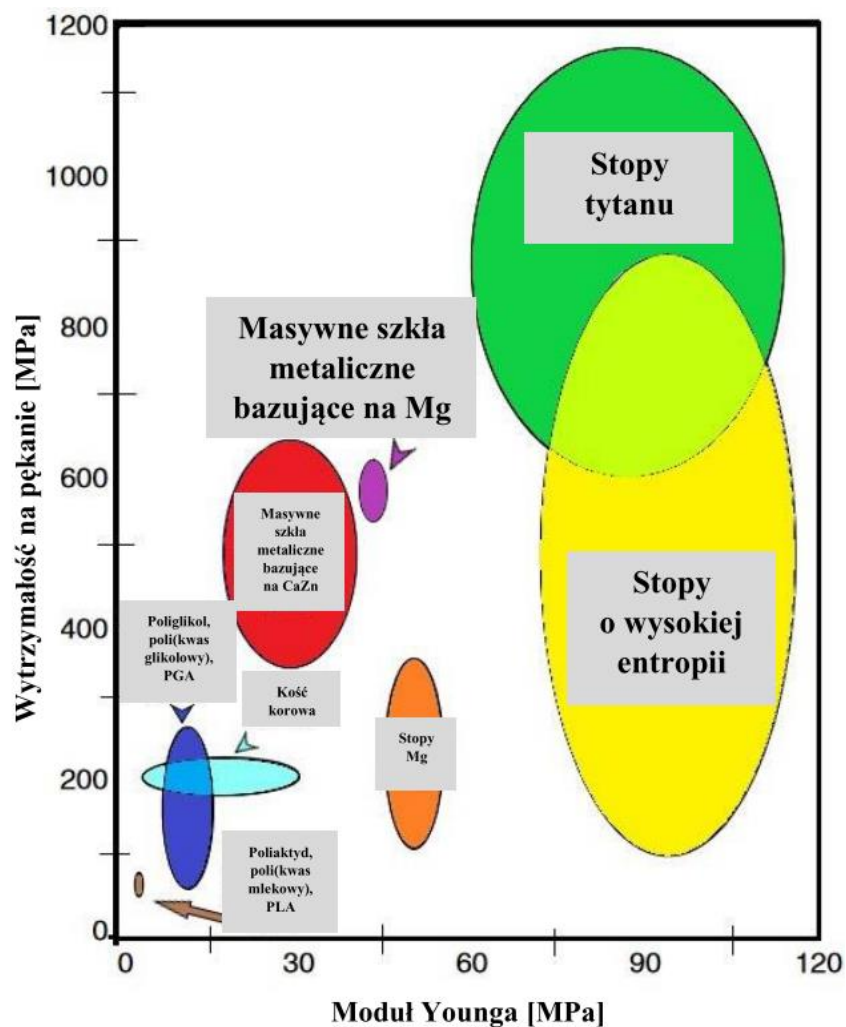 1200
1000
800
600
400
200
0
Wytrzymałość na pękanie [MPa]
Stopy
tytanu
Masywne szkła
metaliczne
bazujące na Mg
Masywne
szkła
metaliczne
bazujące
na CaZn
Stopy
o wysokiej
entropii
Poliglikol,
poli(kwas
glikolowy),
PGA
Kość
korowa
Stopy
Mg
Poliaktyd,
poli(kwas
mlekowy),
PLA
0 30 60 90 120
Moduł Younga [MPa]